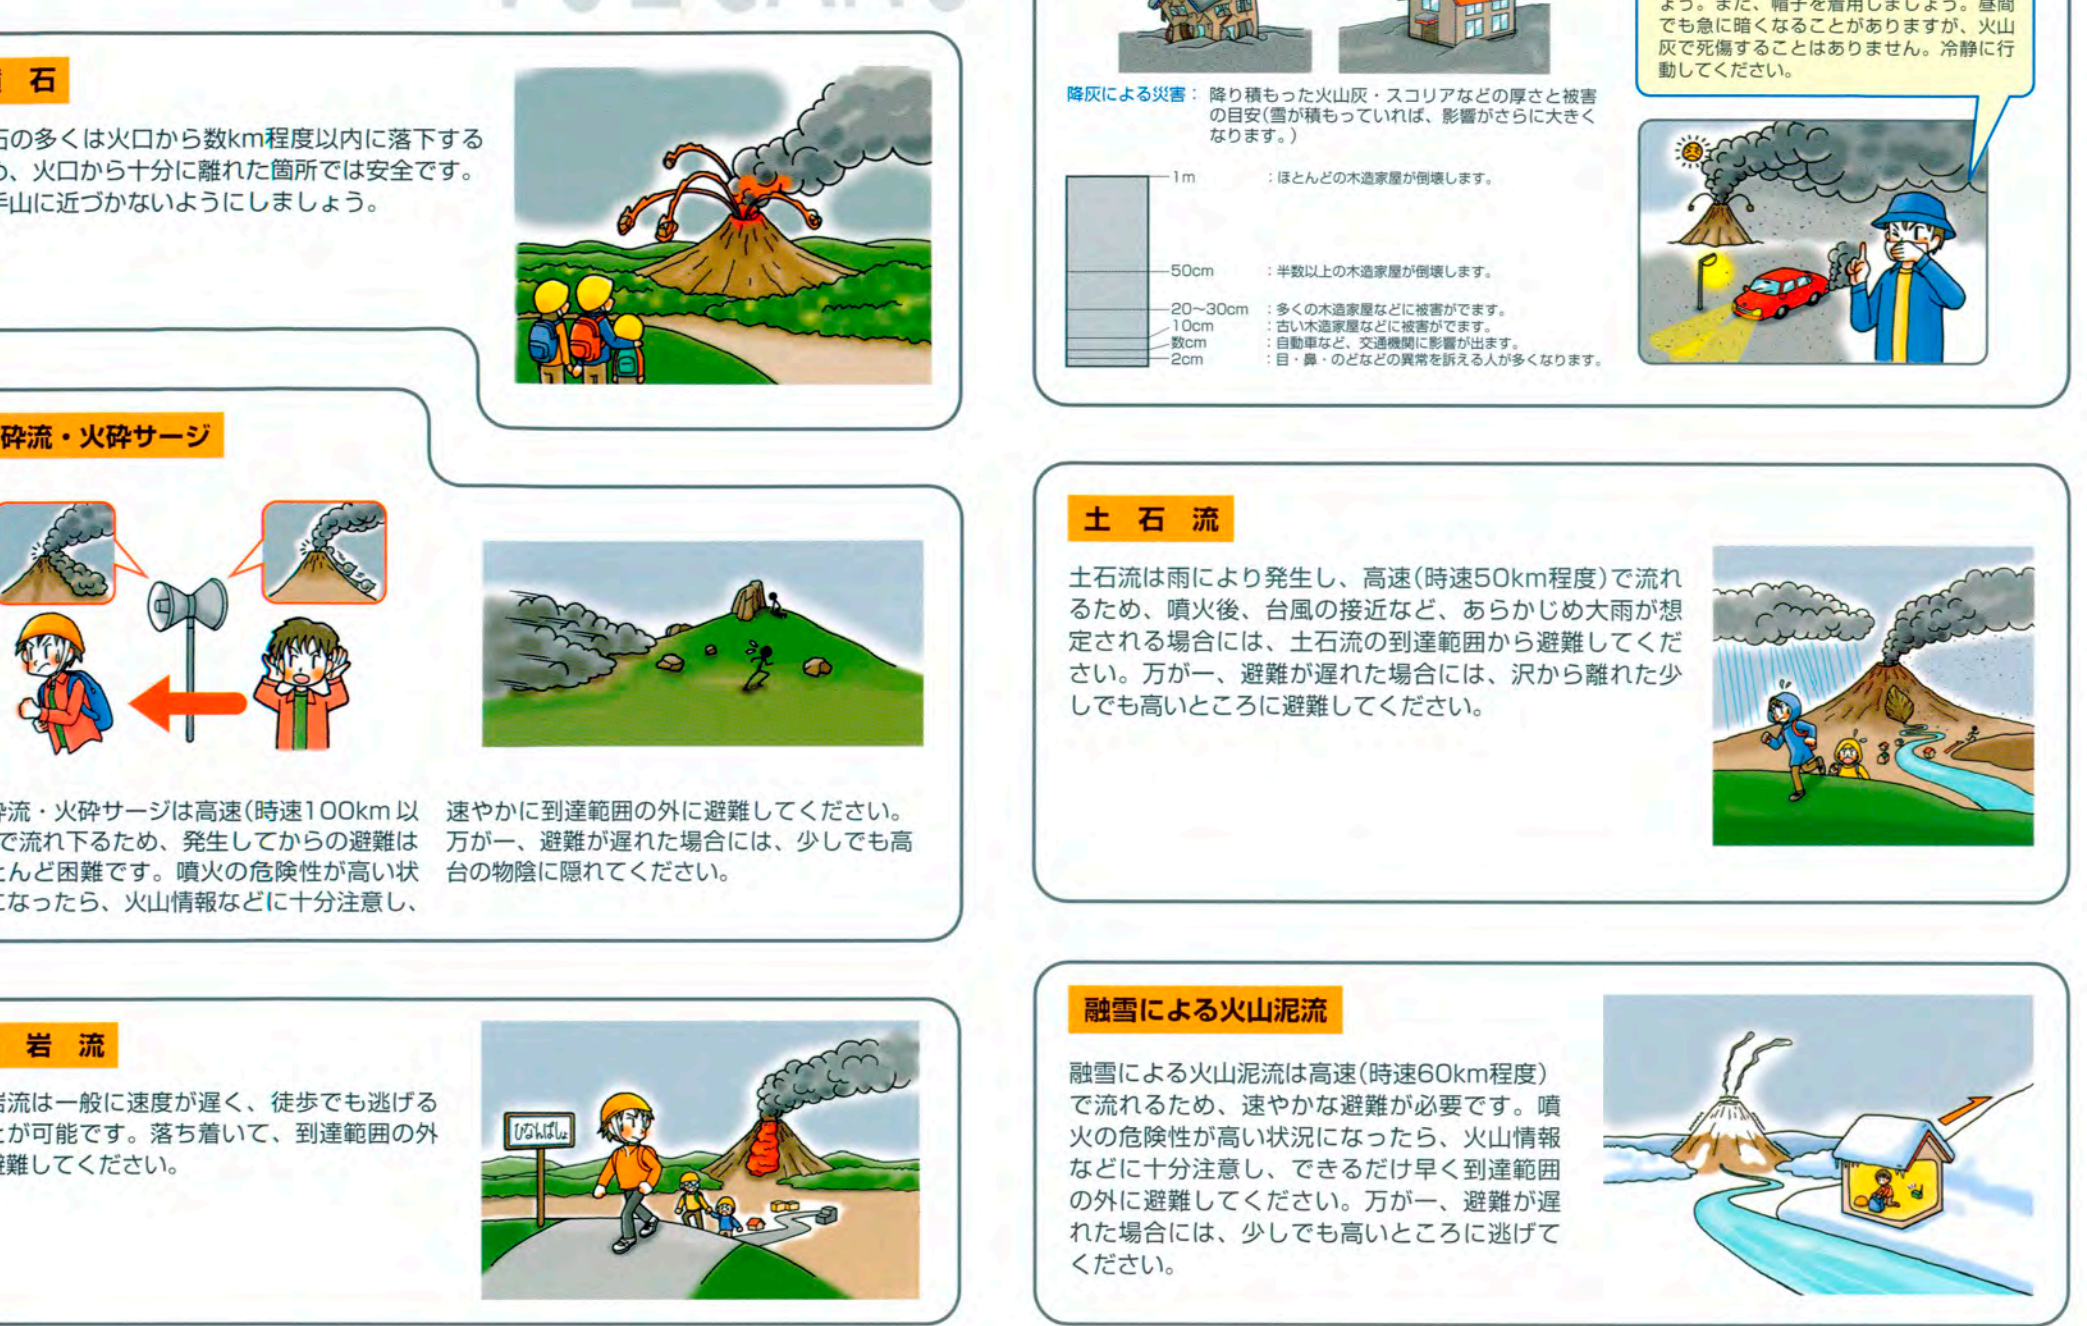 石
石の多くは火口から数km程度以内に落下する
め、火口から十分に離れた箇所では安全です。
手山に近づかないようにしましょう。
砕流・火砕サージ
砕流・火砕サージは高速(時速100km以
で流れ下るため、発生してからの避難は
とんど困難です。噴火の危険性が高い状
になったら、火山情報などに十分注意し、
速やかに到達範囲の外に避難してください。
万が一、避難が遅れた場合には、少しでも高
台の物陰に隠れてください。
岩 流
岩流は一般に速度が遅く、徒歩でも逃げる
とが可能です。落ち着いて、到達範囲の外
避難してください。
ひなんばしょ
よう。また、帽子を着用しましょう。昼間
でも急に暗くなることがありますが、火山
灰で死傷することはありません。冷静に行
動してください。
降灰による災害： 降り積もった火山灰・スコリアなどの厚さと被害
の目安(雪が積もっていれば、影響がさらに大きく
なります。)
1m ：ほとんどの木造家屋が倒壊します。
50cm ：半数以上の木造家屋が倒壊します。
20〜30cm ：多くの木造家屋などに被害がでます。
10cm ：古い木造家屋などに被害がでます。
数cm ：自動車など、交通機関に影響が出ます。
2cm ：目・鼻・のどなどの異常を訴える人が多くなります。
土 石 流
土石流は雨により発生し、高速(時速50km程度)で流れ
るため、噴火後、台風の接近など、あらかじめ大雨が想
定される場合には、土石流の到達範囲から避難してくだ
さい。万が一、避難が遅れた場合には、沢から離れた少
しでも高いところに避難してください。
融雪による火山泥流
融雪による火山泥流は高速(時速60km程度)
で流れるため、速やかな避難が必要です。噴
火の危険性が高い状況になったら、火山情報
などに十分注意し、できるだけ早く到達範囲
の外に避難してください。万が一、避難が遅
れた場合には、少しでも高いところに逃げて
ください。